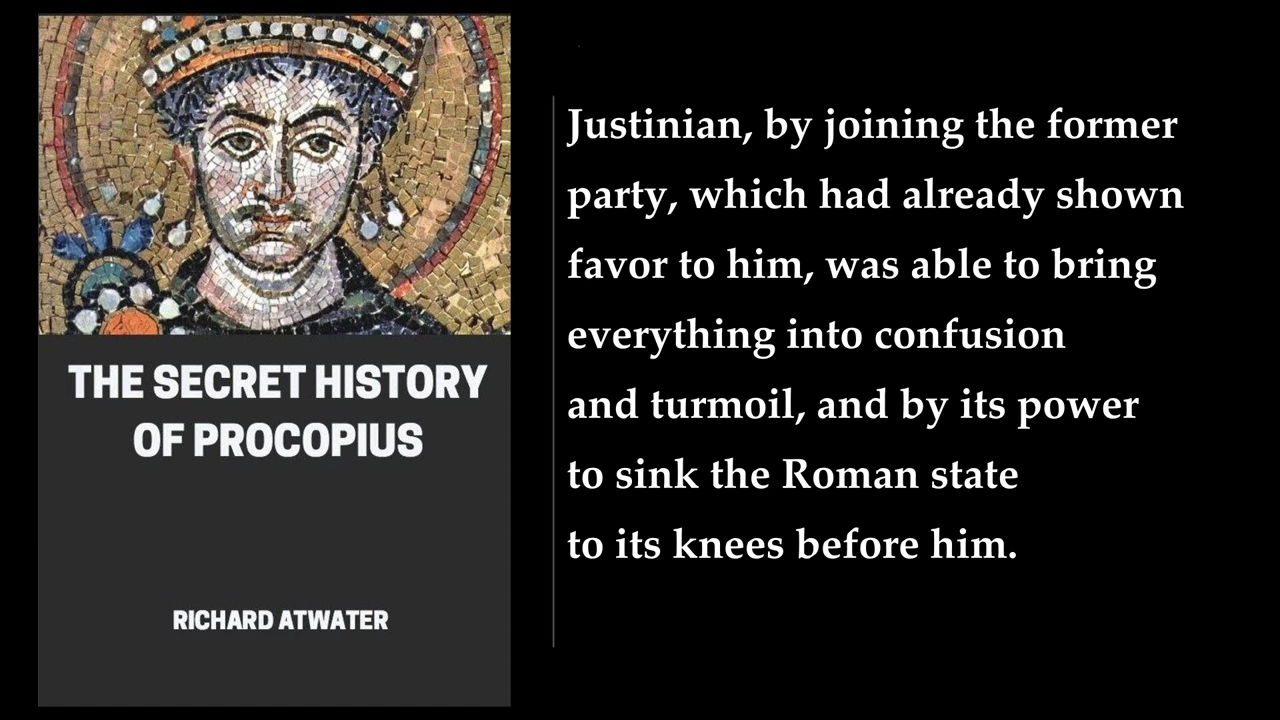 THE SECRET HISTORY
OF PROCOPIUS
RICHARD ATWATER
Justinian, by joining the former
party, which had already shown
favor to him, was able to bring
everything into confusion
and turmoil, and by its power
to sink the Roman state
to its knees before him.